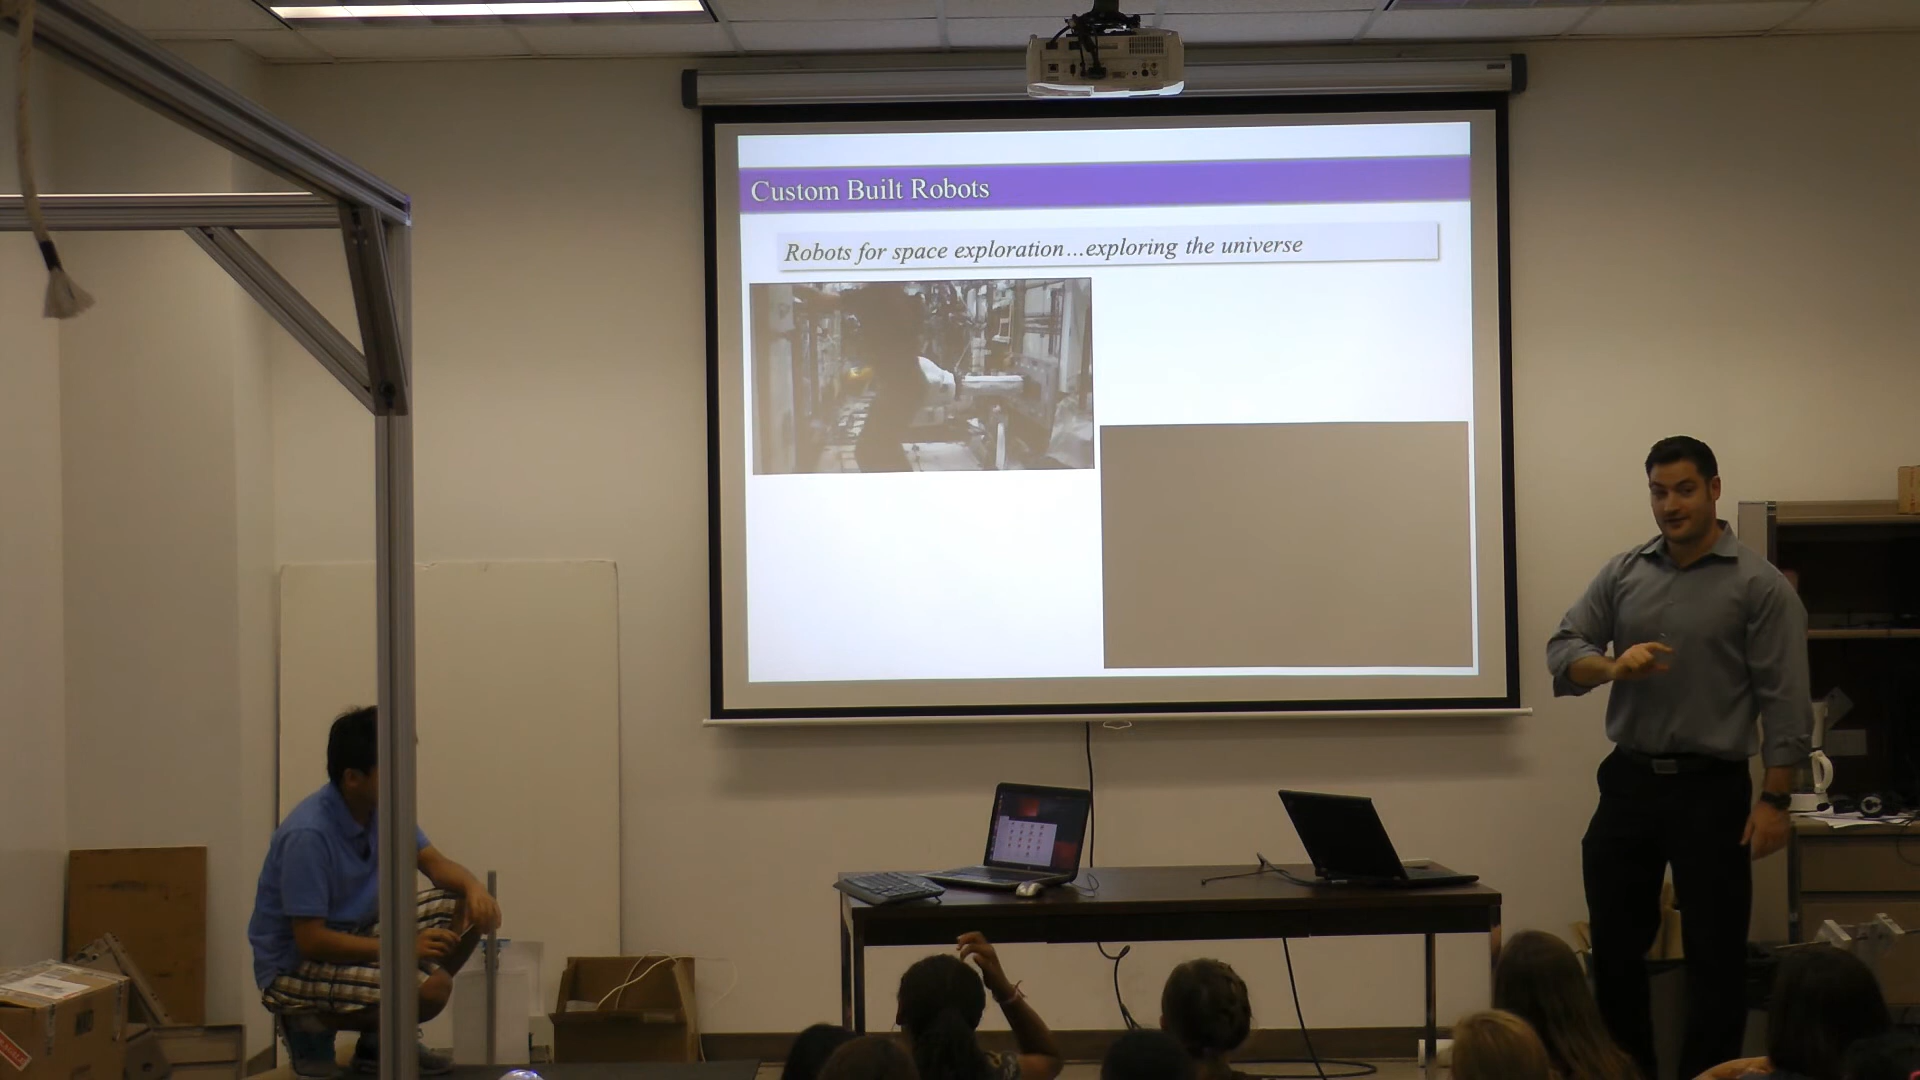 Custom Built Robots
Robots for space exploration...exploring the universe